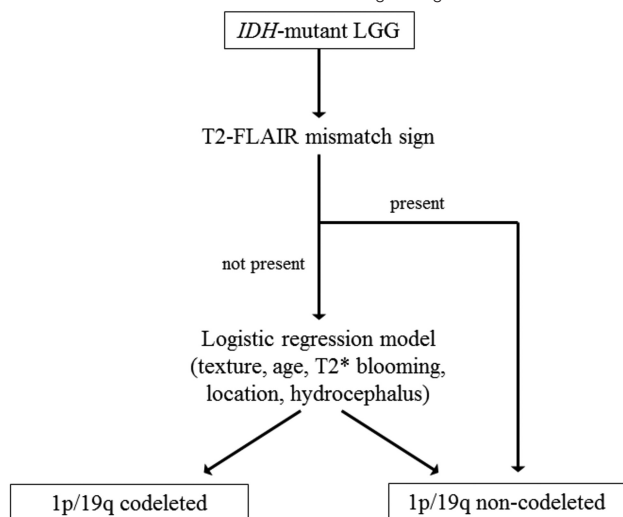 IDH-mutant LGG
T2-FLAIR mismatch sign
present
not present
Logistic regression model
(texture, age, T2* blooming,
location, hydrocephalus)
1p/19q codeleted
1p/19q non-codeleted